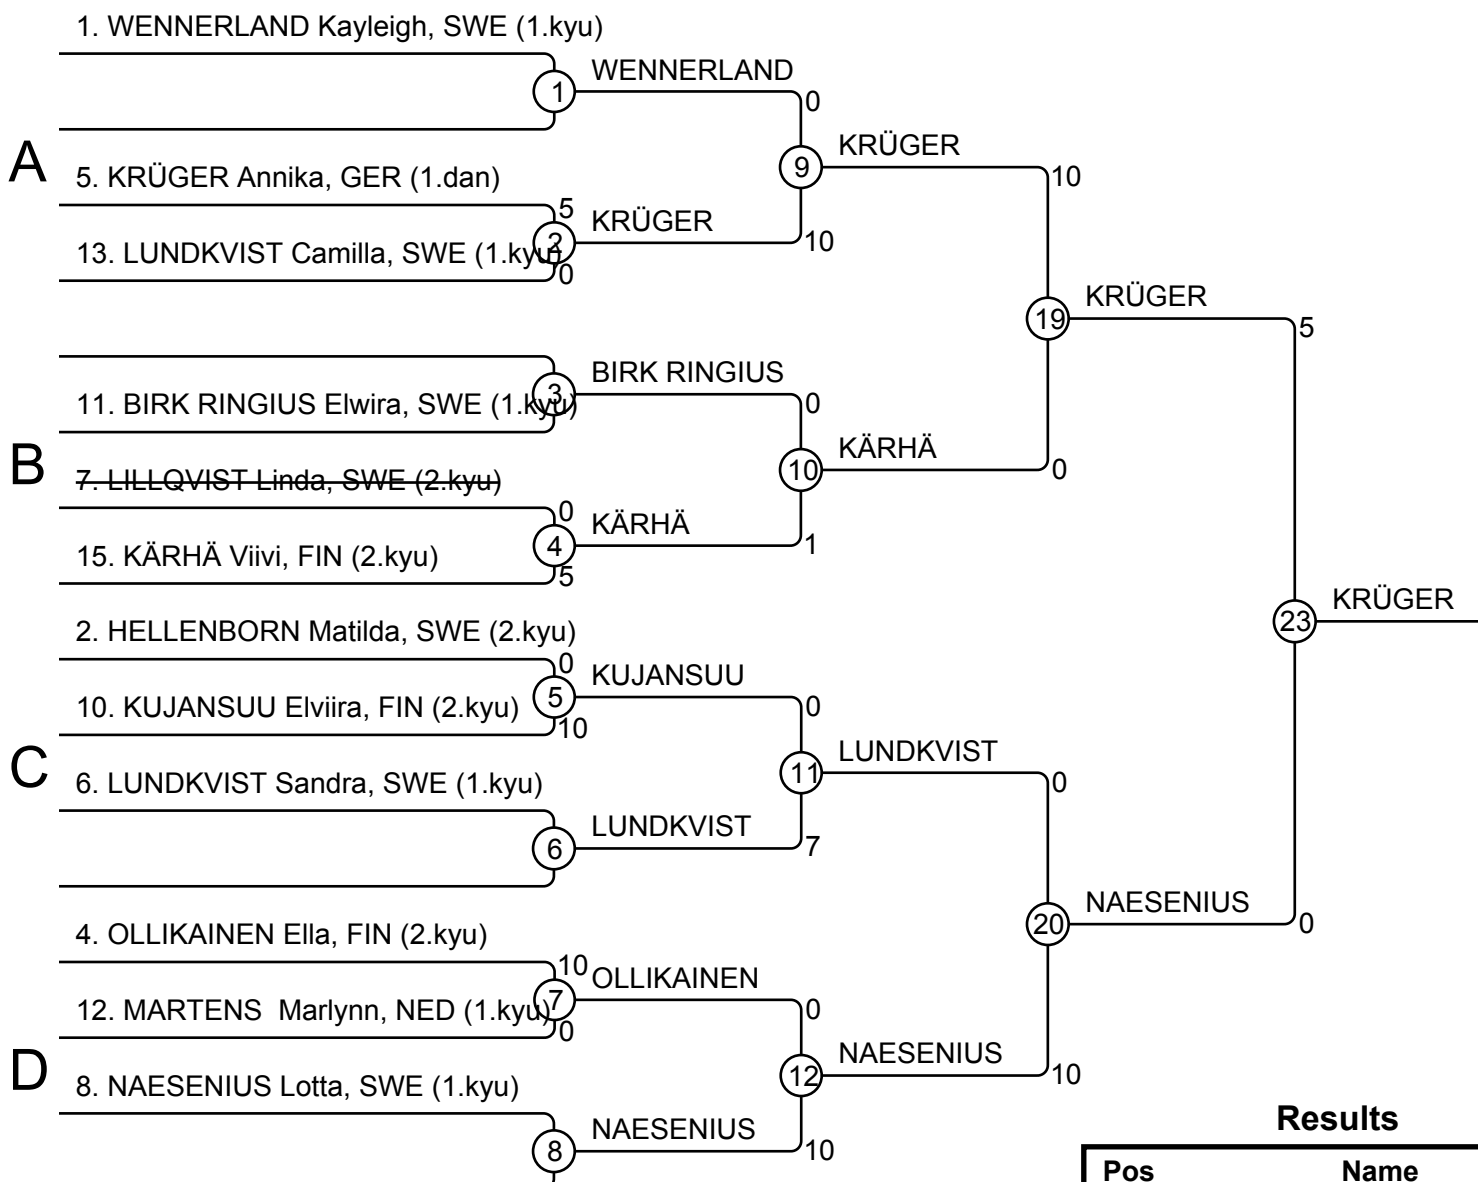 1. WENNERLAND Kayleigh, SWE (1.kyu)
WENNERLAND
1
0
A
KRÜGER
9
10
5. KRÜGER Annika, GER (1.dan)
5
KRÜGER
2
10
13. LUNDKVIST Camilla, SWE (1.kyu)
0
KRÜGER
19
5
BIRK RINGIUS
3
0
11. BIRK RINGIUS Elwira, SWE (1.kyu)
B
KÄRHÄ
10
0
7. LILLQVIST Linda, SWE (2.kyu)
0
KÄRHÄ
4
1
15. KÄRHÄ Viivi, FIN (2.kyu)
5
KRÜGER
23
2. HELLENBORN Matilda, SWE (2.kyu)
0
KUJANSUU
5
0
10. KUJANSUU Elviira, FIN (2.kyu)
10
C
LUNDKVIST
11
0
6. LUNDKVIST Sandra, SWE (1.kyu)
LUNDKVIST
6
7
NAESENIUS
20
0
4. OLLIKAINEN Ella, FIN (2.kyu)
10
OLLIKAINEN
7
0
12. MARTENS  Marlynn, NED (1.kyu)
0
D
NAESENIUS
12
10
8. NAESENIUS Lotta, SWE (1.kyu)
NAESENIUS
8
10
Results
Pos Name